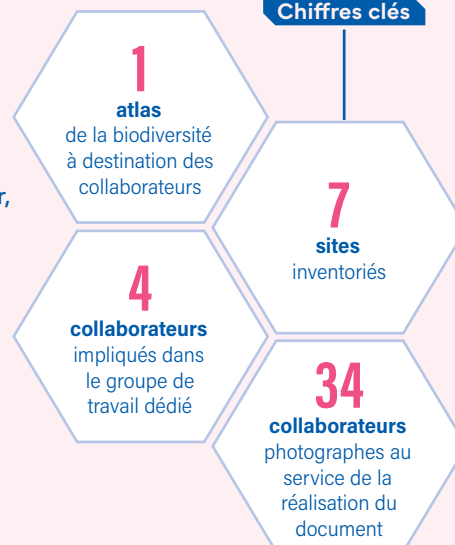 Chiffres clés
1
atlas
de la biodiversité
à destination des
collaborateurs
r,
7
sites
inventoriés
4
collaborateurs
impliqués dans
le groupe de
travail dédié
34
collaborateurs
photographes au
service de la
réalisation du
document